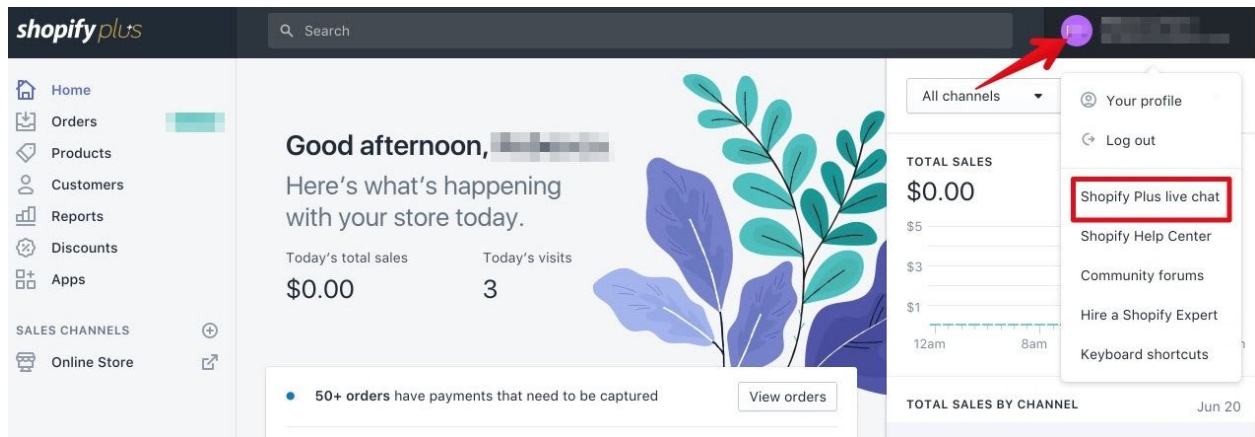 shopifyplus
Search
Home
Orders
Products
Customers
Reports
Discounts
Apps
SALES CHANNELS
Online Store
Good afternoon,
Here's what's happening
with your store today.
Today's total sales
Today's visits
$0.00
3
50+ orders have payments that need to be captured
View orders
All channels
TOTAL SALES
$0.00
$5
$3
$1
12am
8am
TOTAL SALES BY CHANNEL
Jun 20
Your profile
Log out
Shopify Plus live chat
Shopify Help Center
Community forums
Hire a Shopify Expert
Keyboard shortcuts